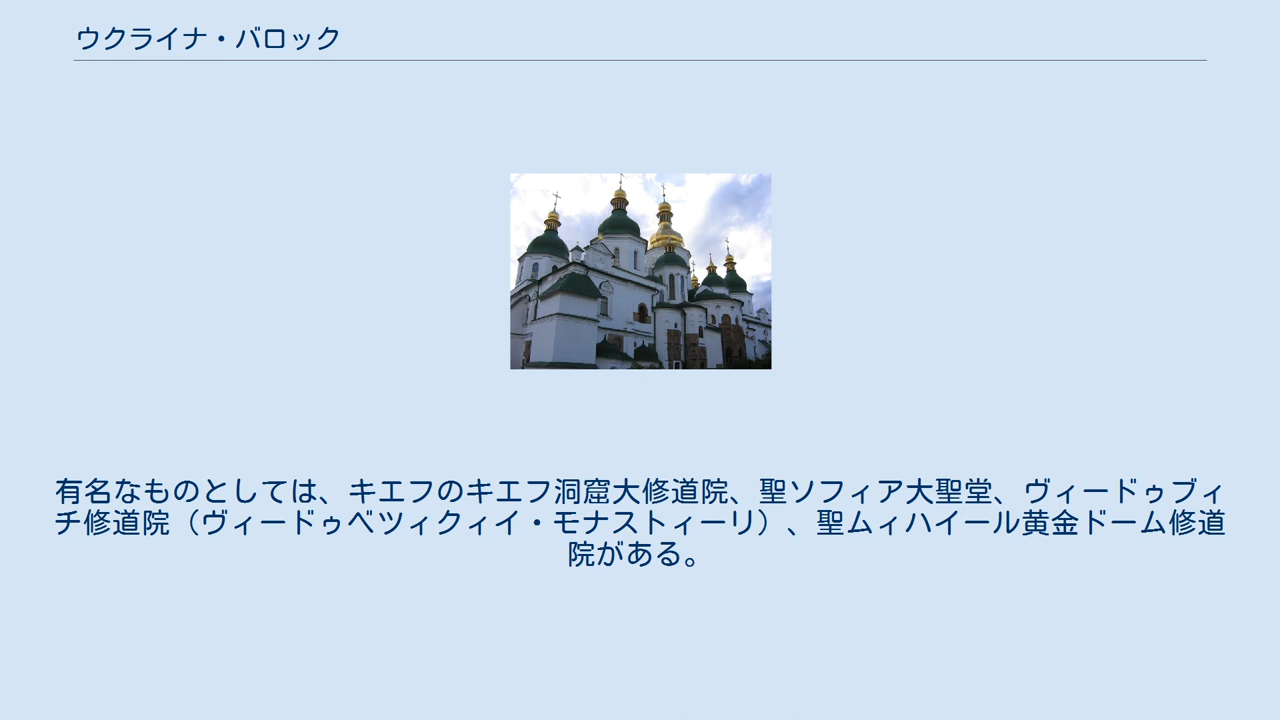 ウクライナ・バロック
有名なものとしては、キエフのキエフ洞窟大修道院、聖ソフィア大聖堂、ヴィードゥブィ
チ修道院（ヴィードゥベツィクィイ・モナストィーリ）、聖ムィハイール黄金ドーム修道
院がある。